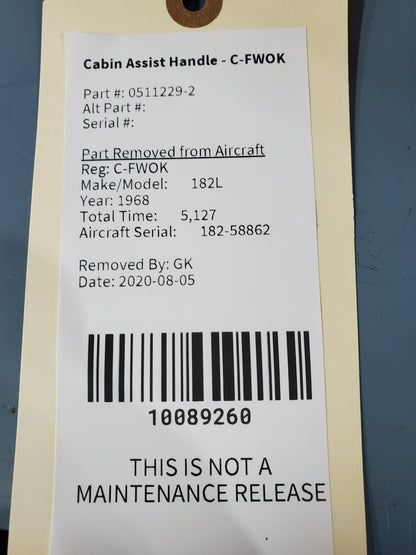 Cabin Assist Handle - C-FWOK
Part #: 0511229-2
Alt Part #:
Serial #:
Part Removed from Aircraft
Reg: C-FWOK
Make/Model: 182L
Year: 1968
Total Time: 5,127
Aircraft Serial: 182-58862
Removed By: GK
Date: 2020-08-05
10089260
THIS IS NOT A
MAINTENANCE RELEASE